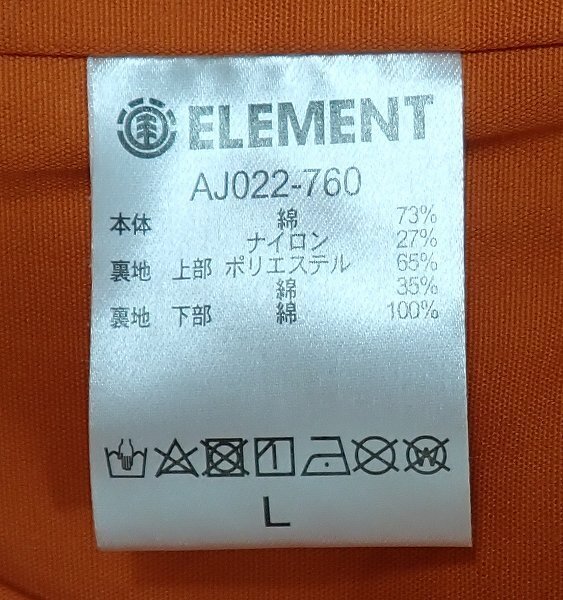 ELEMENT
AJ022-760
本体 綿 73%
ナイロン 27%
裏地 上部 ポリエステル 65%
綿 35%
裏地 下部 綿 100%
W
L